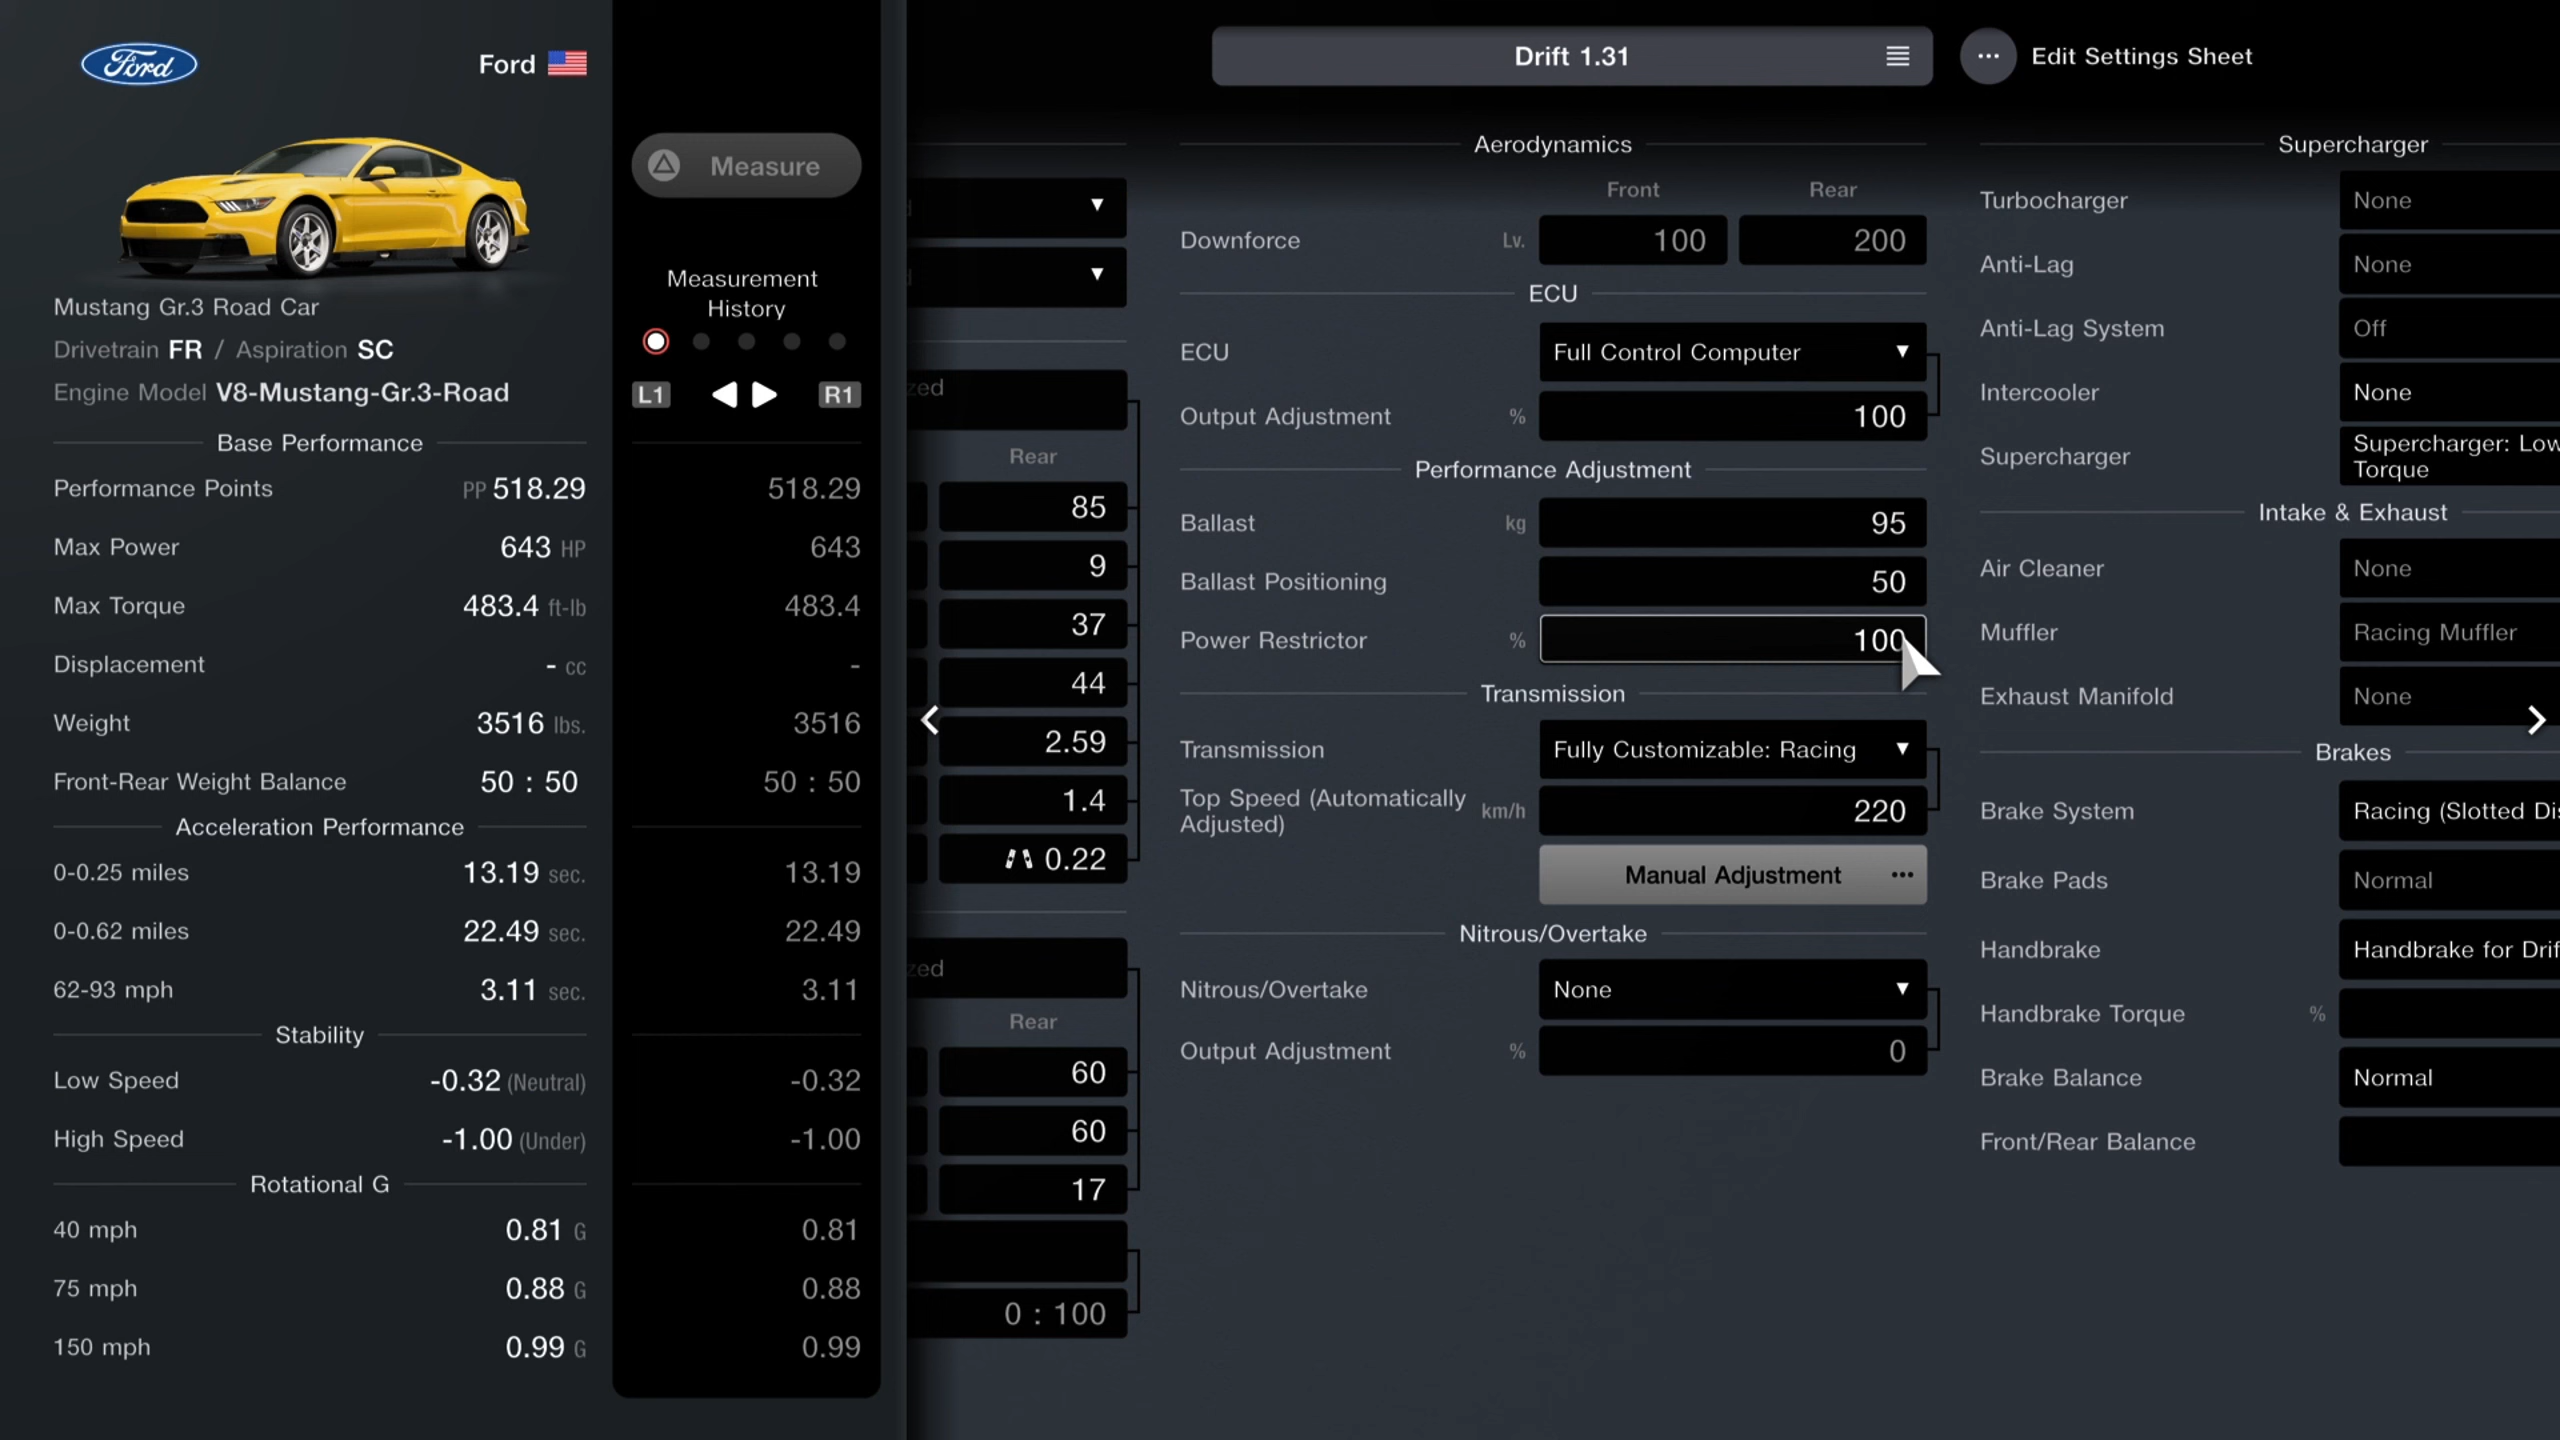 Ford
Ford
Mustang Gr.3 Road Car
Drivetrain FR / Aspiration SC
Engine Model V8-Mustang-Gr.3-Road
Base Performance
Performance Points PP 518.29
Max Power 643 HP
Max Torque 483.4 ft-lb
Displacement - cc
Weight 3516 lbs.
Front-Rear Weight Balance 50 : 50
Acceleration Performance
0-0.25 miles 13.19 sec.
0-0.62 miles 22.49 sec.
62-93 mph 3.11 sec.
Stability
Low Speed -0.32 (Neutral)
High Speed -1.00 (Under)
Rotational G
40 mph 0.81 G
75 mph 0.88 G
150 mph 0.99 G
Measure
Measurement
History
L1 R1
518.29
643
483.4
-
3516
50 : 50
13.19
22.49
3.11
-0.32
-1.00
0.81
0.88
0.99
zed
Rear
85
9
37
44
2.59
1.4
0.22
zed
Rear
60
60
17
0 : 100
Drift 1.31
Edit Settings Sheet
Aerodynamics
Front Rear
Downforce Lv. 100 200
ECU
ECU Full Control Computer
Output Adjustment % 100
Performance Adjustment
Ballast kg 95
Ballast Positioning 50
Power Restrictor % 100
Transmission
Transmission Fully Customizable: Racing
Top Speed (Automatically
Adjusted) km/h 220
Manual Adjustment ...
Nitrous/Overtake
Nitrous/Overtake None
Output Adjustment % 0
Supercharger
Turbocharger None
Anti-Lag None
Anti-Lag System Off
Intercooler None
Supercharger Supercharger: Low
Torque
Intake & Exhaust
Air Cleaner None
Muffler Racing Muffler
Exhaust Manifold None
Brakes
Brake System Racing (Slotted Dis
Brake Pads Normal
Handbrake Handbrake for Drif
Handbrake Torque %
Brake Balance Normal
Front/Rear Balance